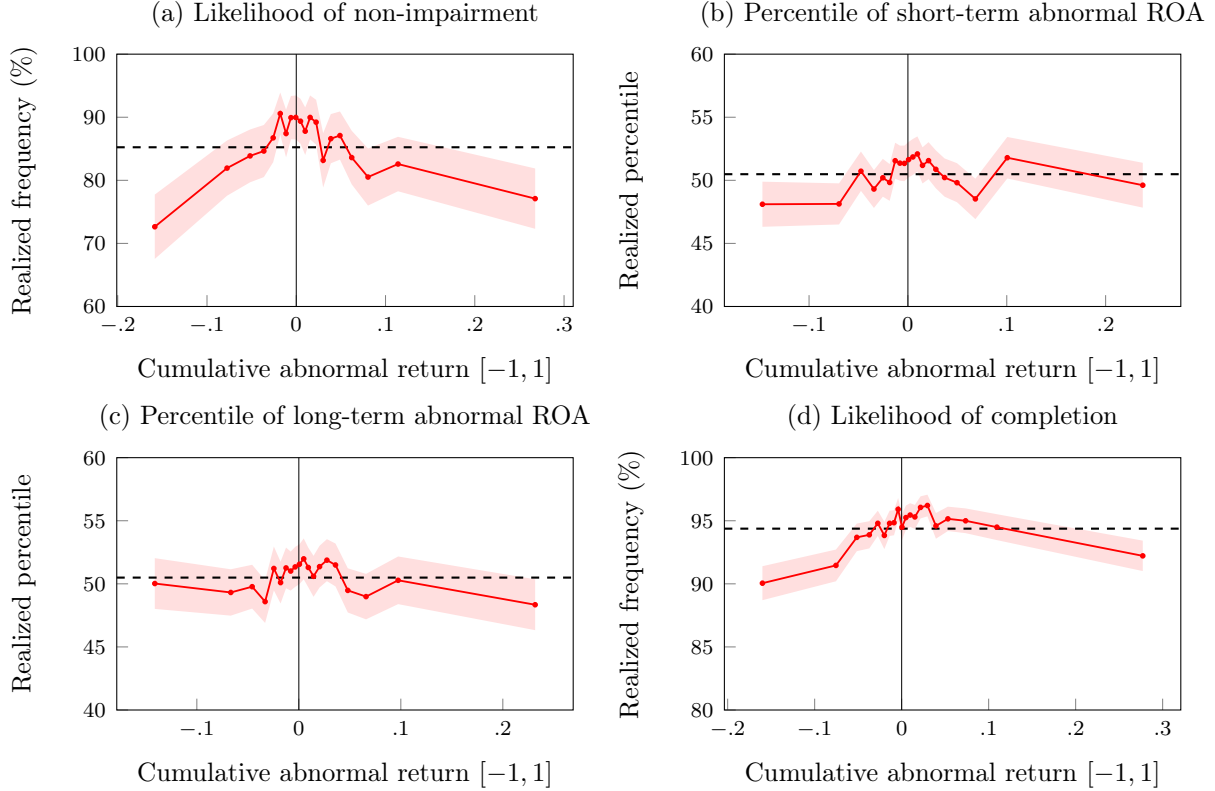 (a) Likelihood of non-impairment
Realized frequency (%)
100
90
80
70
60
−.2 −.1 0 .1 .2 .3
Cumulative abnormal return [−1, 1]
(b) Percentile of short-term abnormal ROA
Realized percentile
60
55
50
45
40
−.1 0 .1 .2
Cumulative abnormal return [−1, 1]
(c) Percentile of long-term abnormal ROA
Realized percentile
60
55
50
45
40
−.1 0 .1 .2
Cumulative abnormal return [−1, 1]
(d) Likelihood of completion
Realized frequency (%)
100
95
90
85
80
−.2 −.1 0 .1 .2 .3
Cumulative abnormal return [−1, 1]